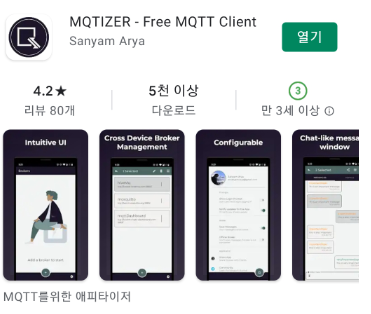 MQTIZER - Free MQTT Client
Sanyam Arya
열기
4.2★
리뷰 80개
5천 이상
다운로드
3
만 3세 이상
Intuitive UI
Cross Device Broker
Management
Configurable
Chat-like messa
window
MQTT를위한 애피타이저